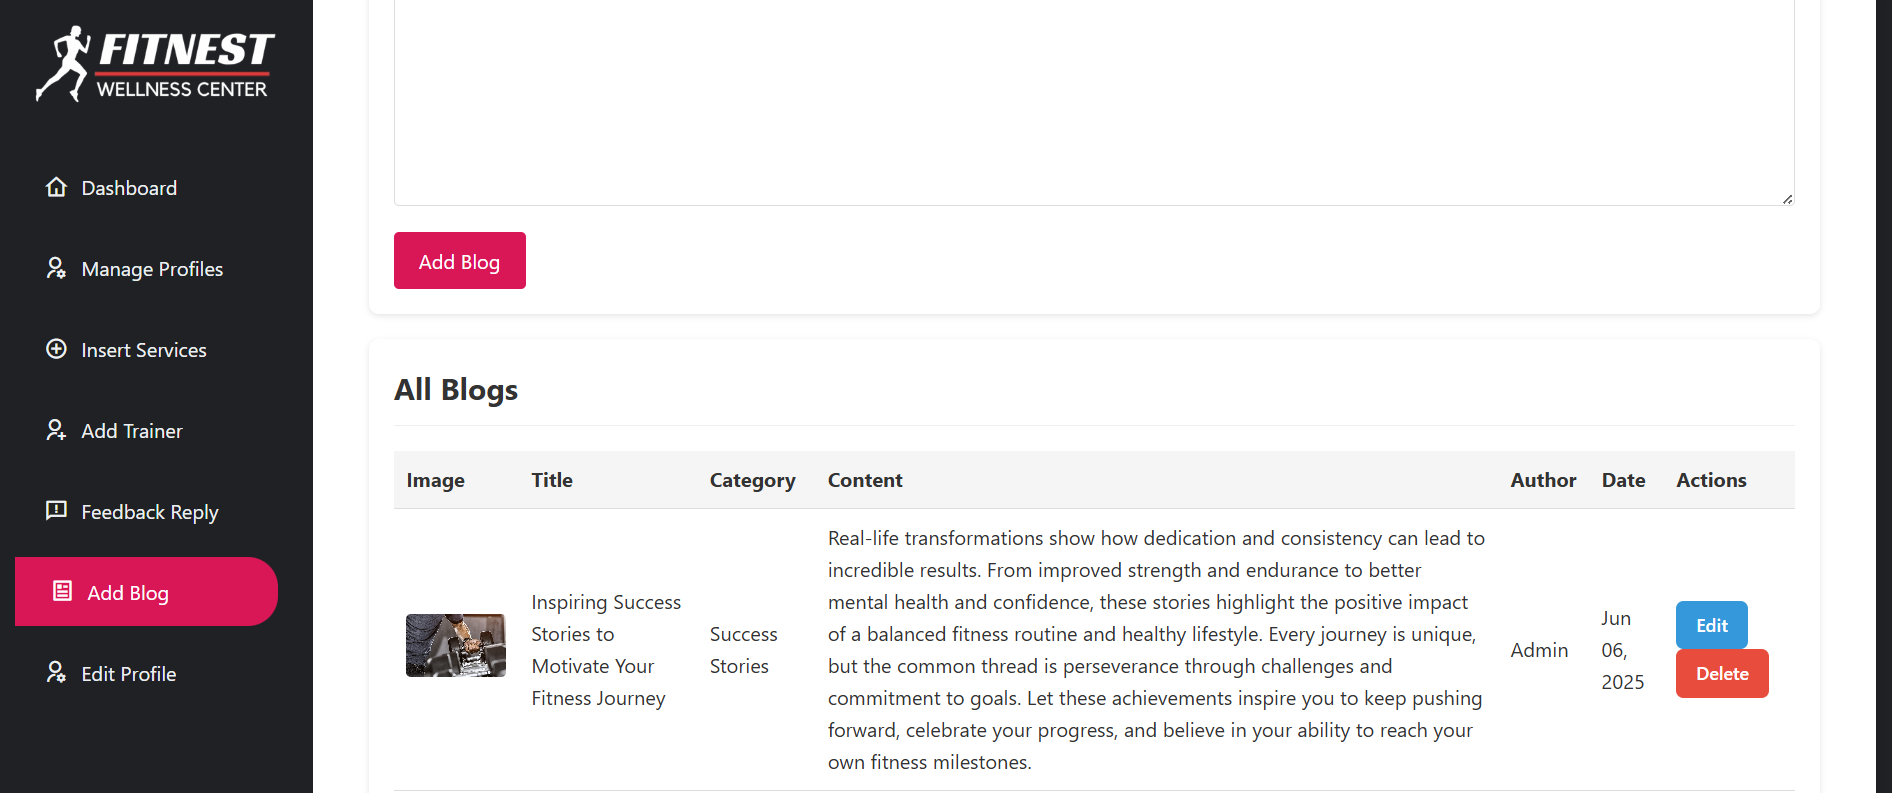 FITNEST
WELLNESS CENTER
Dashboard
Manage Profiles
Insert Services
Add Trainer
Feedback Reply
Add Blog
Edit Profile
Add Blog
All Blogs
Image Title Category Content Author Date Actions
Inspiring Success
Stories to
Motivate Your
Fitness Journey
Success
Stories
Real-life transformations show how dedication and consistency can lead to
incredible results. From improved strength and endurance to better
mental health and confidence, these stories highlight the positive impact
of a balanced fitness routine and healthy lifestyle. Every journey is unique,
but the common thread is perseverance through challenges and
commitment to goals. Let these achievements inspire you to keep pushing
forward, celebrate your progress, and believe in your ability to reach your
own fitness milestones.
Admin
Jun
06,
2025
Edit
Delete